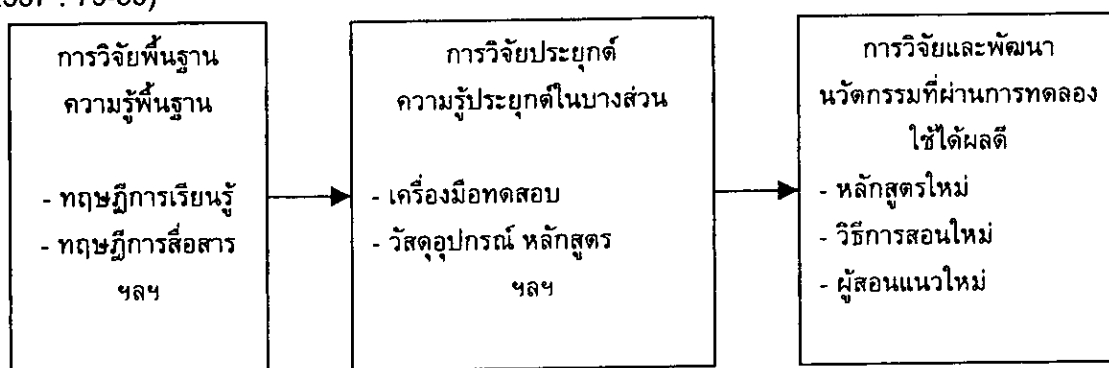 : 75-80)
การวิจัยพื้นฐาน
ความรู้พื้นฐาน
- ทฤษฎีการเรียนรู้
- ทฤษฎีการสื่อสาร
ฯลฯ
การวิจัยประยุกต์
ความรู้ประยุกต์ในบางส่วน
- เครื่องมือทดสอบ
- วัสดุอุปกรณ์ หลักสูตร
ฯลฯ
การวิจัยและพัฒนา
นวัตกรรมที่ผ่านการทดลอง
ใช้ได้ผลดี
- หลักสูตรใหม่
- วิธีการสอนใหม่
- ผู้สอนแนวใหม่